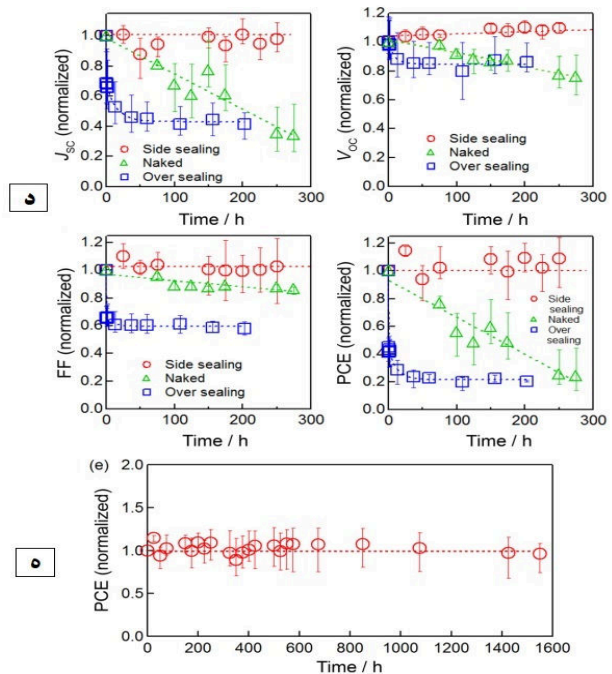 J_SC (normalized)
1.0
0.8
0.6
0.4
0.2
0.0
Side sealing
Naked
Over sealing
0 100 200 300
Time / h
V_OC (normalized)
1.2
1.0
0.8
0.6
0.4
0.2
0.0
Side sealing
Naked
Over sealing
0 100 200 300
Time / h
د
FF (normalized)
1.2
1.0
0.8
0.6
0.4
0.2
0.0
Side sealing
Naked
Over sealing
0 100 200 300
Time / h
PCE (normalized)
1.2
1.0
0.8
0.6
0.4
0.2
0.0
Side
sealing
Naked
Over
sealing
0 100 200 300
Time / h
(e)
ه
PCE (normalized)
2.0
1.5
1.0
0.5
0.0
0 200 400 600 800 1000 1200 1400 1600
Time / h